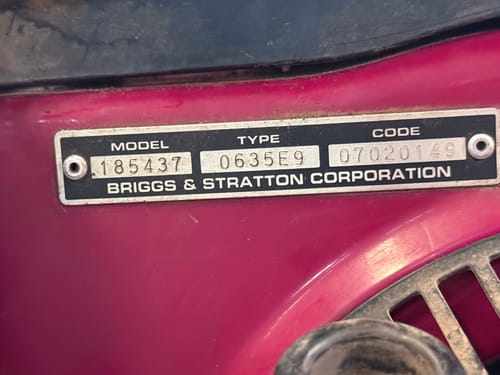 MODEL TYPE CODE
185437 0635E9 07020149
BRIGGS & STRATTON CORPORATION